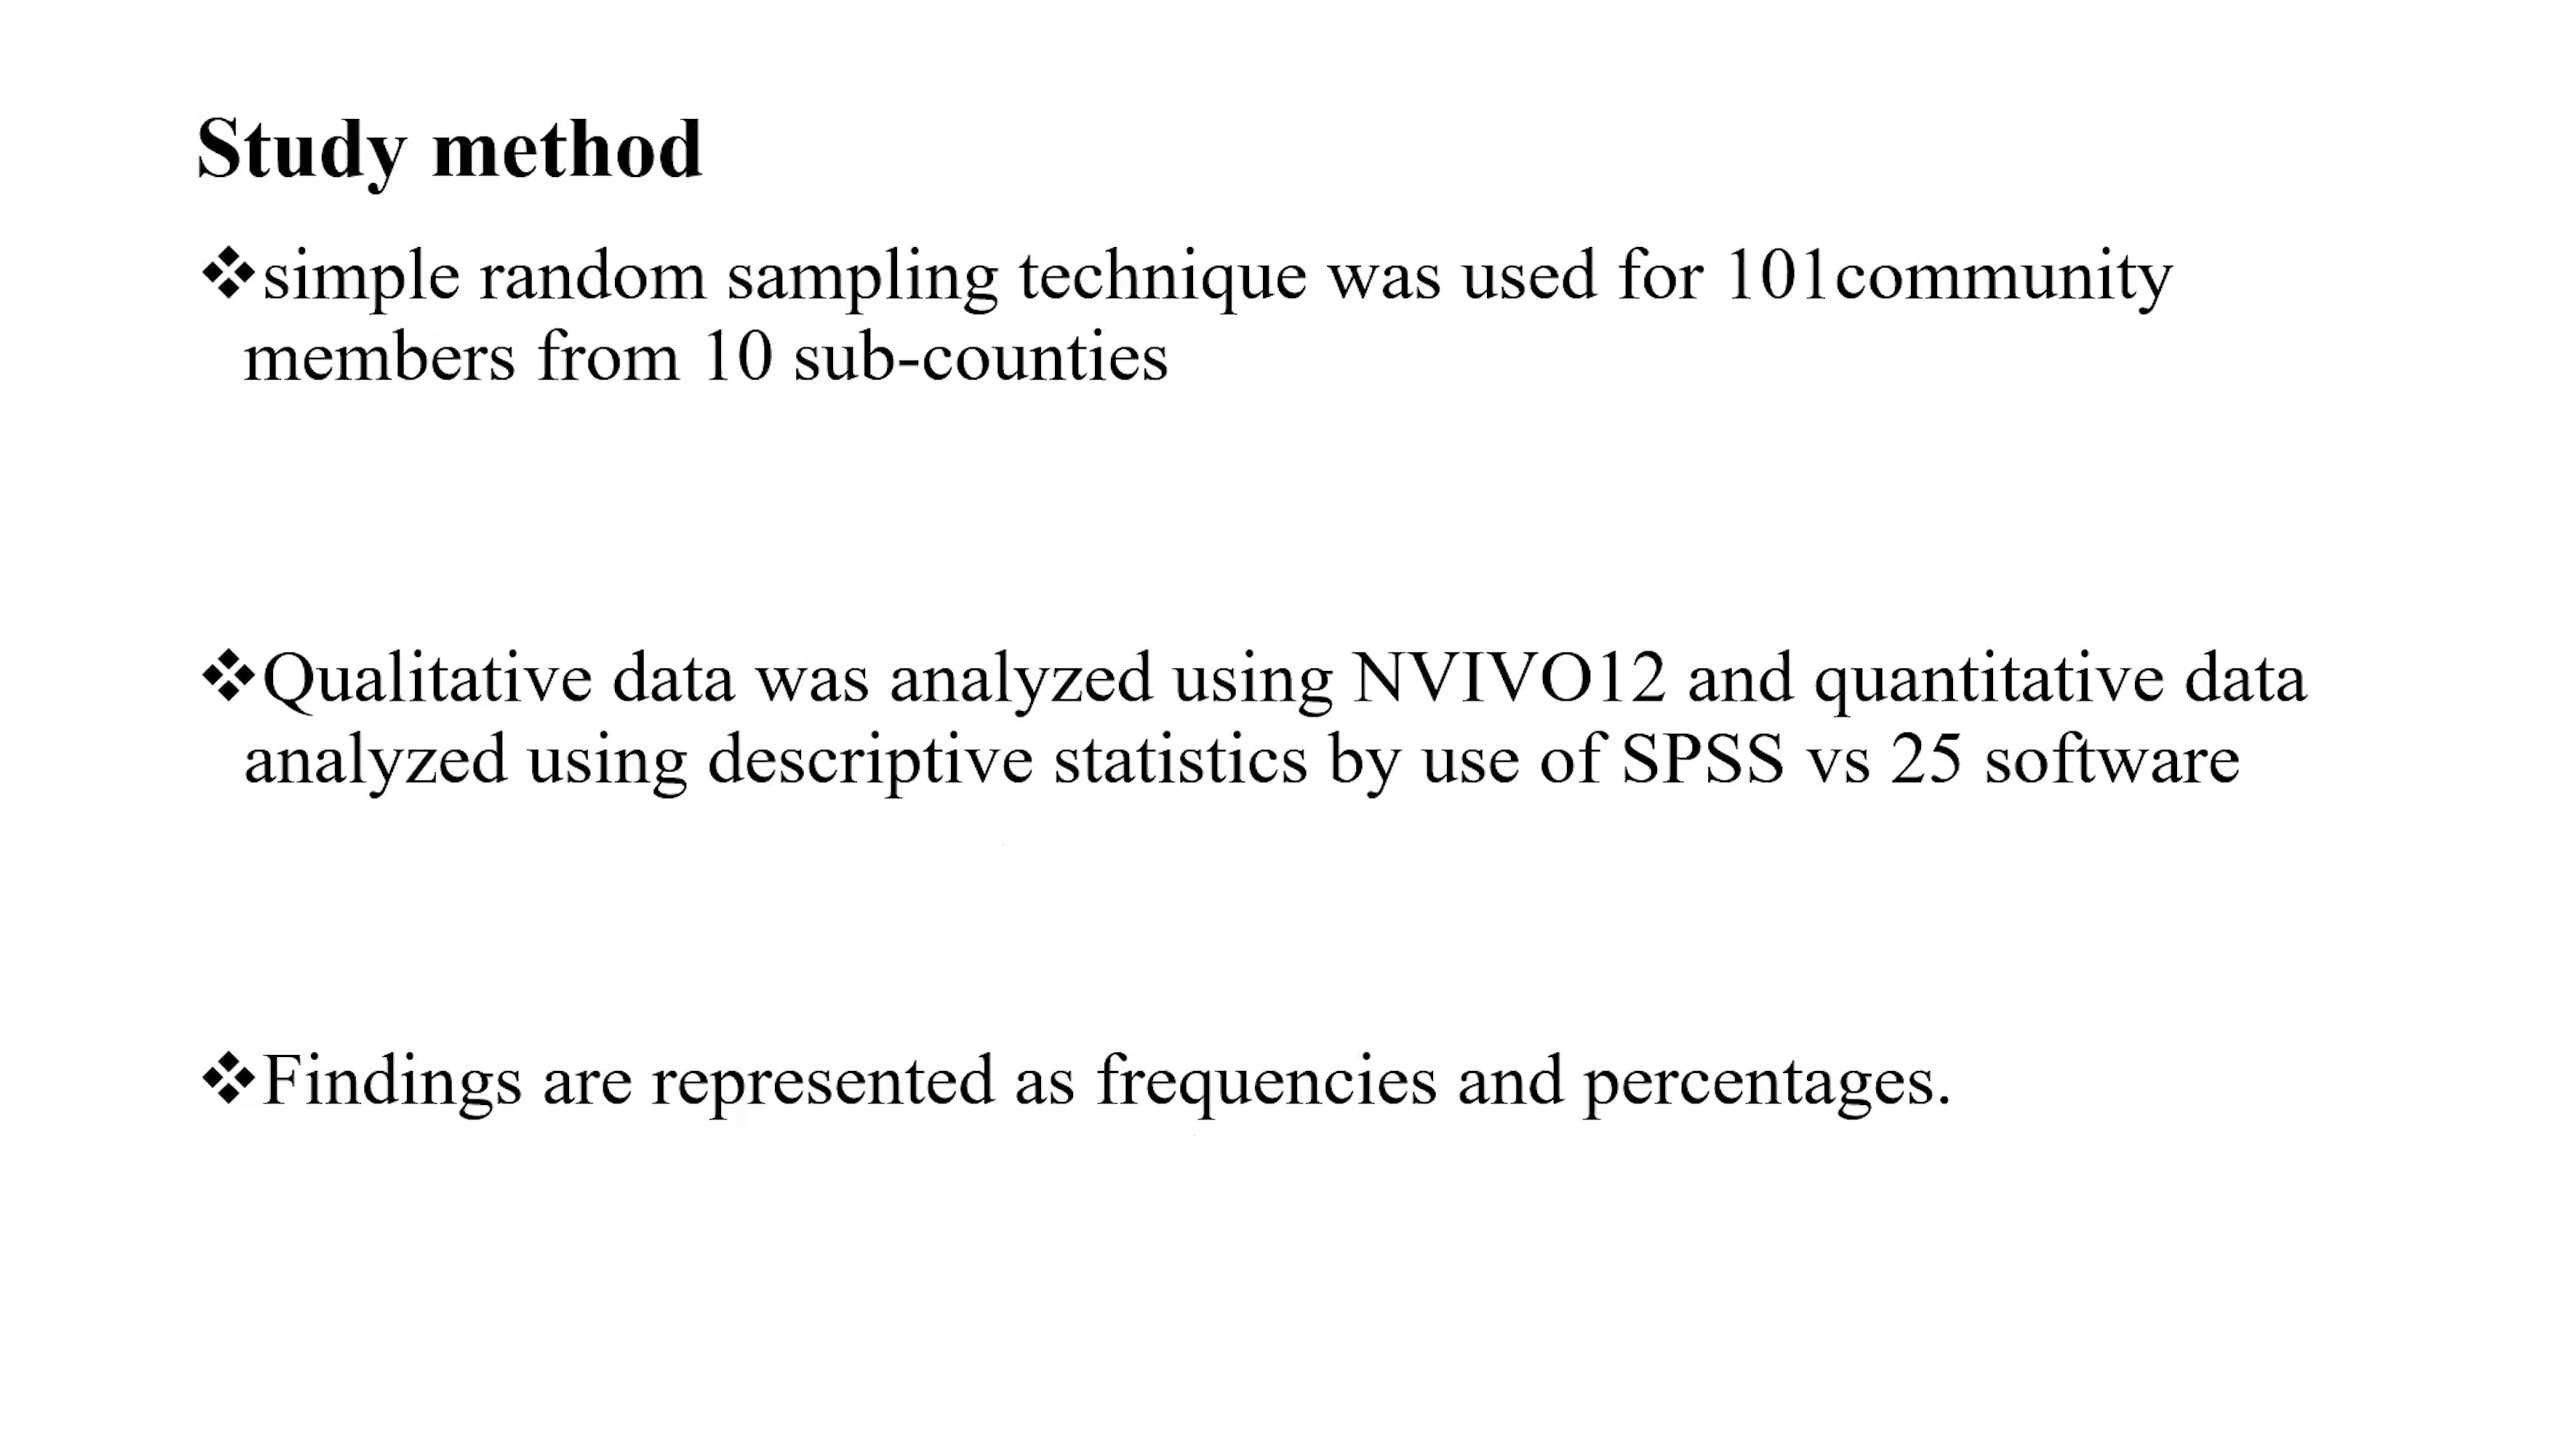 Study method
❖simple random sampling technique was used for 101community
members from 10 sub-counties
❖Qualitative data was analyzed using NVIVO12 and quantitative data
analyzed using descriptive statistics by use of SPSS vs 25 software
❖Findings are represented as frequencies and percentages.